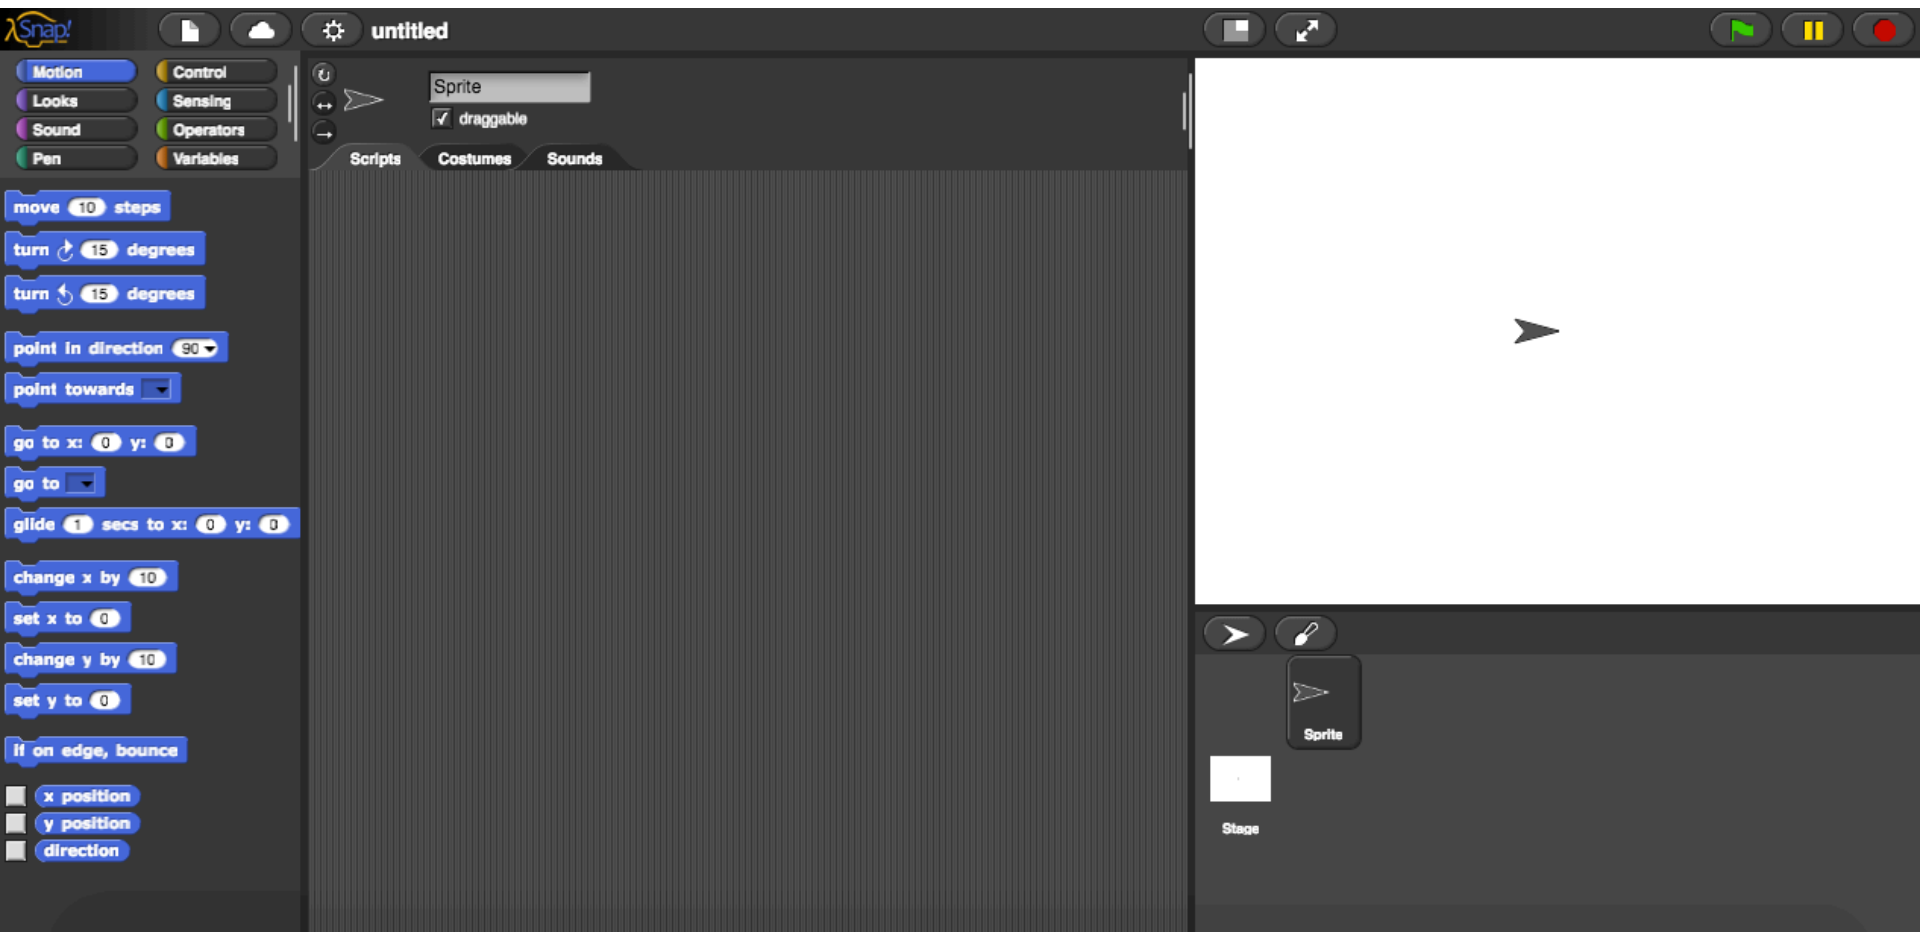 λSnap! untitled
Motion Control
Looks Sensing
Sound Operators
Pen Variables
Sprite
draggable
Scripts Costumes Sounds
move 10 steps
turn 15 degrees
turn 15 degrees
point in direction 90
point towards
go to x: 0 y: 0
go to
glide 1 secs to x: 0 y: 0
change x by 10
set x to 0
change y by 10
set y to 0
if on edge, bounce
x position
y position
direction
Sprite
Stage